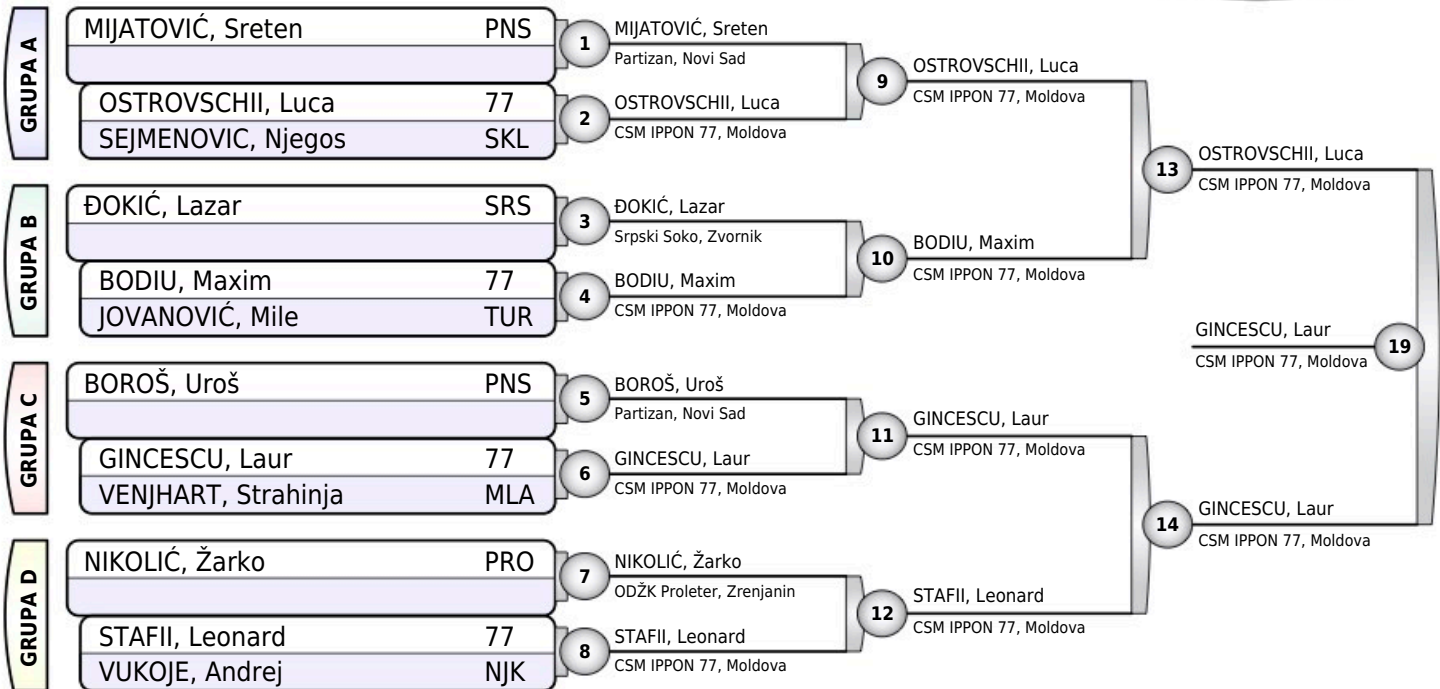 GRUPA A
MIJATOVIĆ, Sreten PNS
OSTROVSCHII, Luca 77
SEJMENOVIC, Njegos SKL
GRUPA B
ĐOKIĆ, Lazar SRS
BODIU, Maxim 77
JOVANOVIĆ, Mile TUR
GRUPA C
BOROŠ, Uroš PNS
GINCESCU, Laur 77
VENJHART, Strahinja MLA
GRUPA D
NIKOLIĆ, Žarko PRO
STAFII, Leonard 77
VUKOJE, Andrej NJK
1
MIJATOVIĆ, Sreten
Partizan, Novi Sad
2
OSTROVSCHII, Luca
CSM IPPON 77, Moldova
3
ĐOKIĆ, Lazar
Srpski Soko, Zvornik
4
BODIU, Maxim
CSM IPPON 77, Moldova
5
BOROŠ, Uroš
Partizan, Novi Sad
6
GINCESCU, Laur
CSM IPPON 77, Moldova
7
NIKOLIĆ, Žarko
ODŽK Proleter, Zrenjanin
8
STAFII, Leonard
CSM IPPON 77, Moldova
9
OSTROVSCHII, Luca
CSM IPPON 77, Moldova
10
BODIU, Maxim
CSM IPPON 77, Moldova
11
GINCESCU, Laur
CSM IPPON 77, Moldova
12
STAFII, Leonard
CSM IPPON 77, Moldova
13
OSTROVSCHII, Luca
CSM IPPON 77, Moldova
14
GINCESCU, Laur
CSM IPPON 77, Moldova
GINCESCU, Laur
CSM IPPON 77, Moldova
19